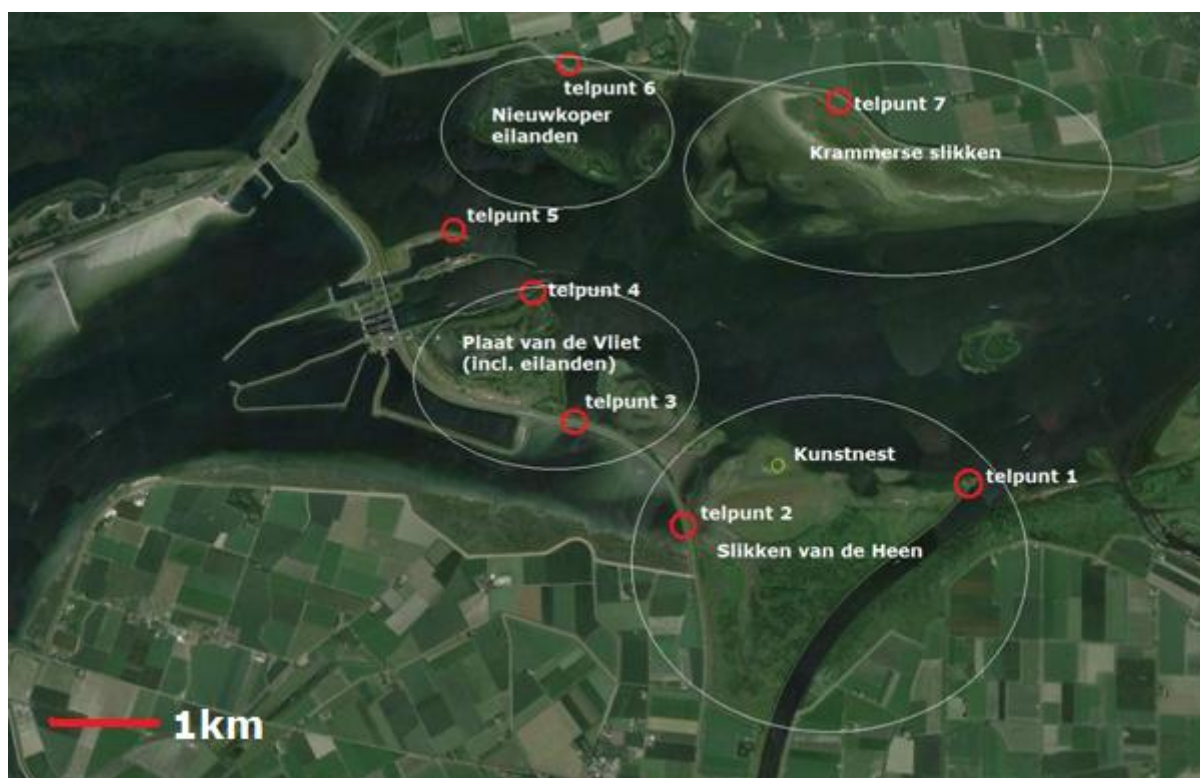 telpunt 6
Nieuwkoper
eilanden
telpunt 7
Krammerse slikken
telpunt 5
telpunt 4
Plaat van de Vliet
(incl. eilanden)
telpunt 3
Kunstnest
telpunt 1
telpunt 2
Slikken van de Heen
1km